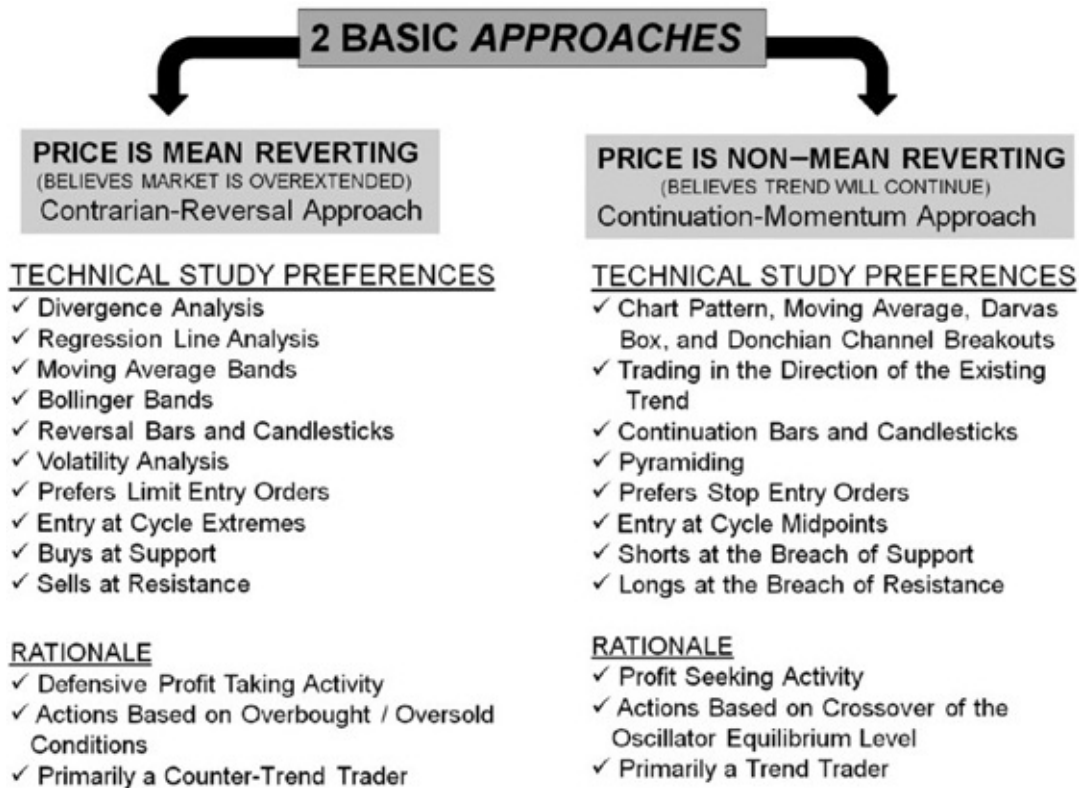 2 BASIC APPROACHES
PRICE IS MEAN REVERTING
(BELIEVES MARKET IS OVEREXTENDED)
Contrarian-Reversal Approach
TECHNICAL STUDY PREFERENCES
✓ Divergence Analysis
✓ Regression Line Analysis
✓ Moving Average Bands
✓ Bollinger Bands
✓ Reversal Bars and Candlesticks
✓ Volatility Analysis
✓ Prefers Limit Entry Orders
✓ Entry at Cycle Extremes
✓ Buys at Support
✓ Sells at Resistance
RATIONALE
✓ Defensive Profit Taking Activity
✓ Actions Based on Overbought / Oversold
Conditions
✓ Primarily a Counter-Trend Trader
PRICE IS NON–MEAN REVERTING
(BELIEVES TREND WILL CONTINUE)
Continuation-Momentum Approach
TECHNICAL STUDY PREFERENCES
✓ Chart Pattern, Moving Average, Darvas
Box, and Donchian Channel Breakouts
✓ Trading in the Direction of the Existing
Trend
✓ Continuation Bars and Candlesticks
✓ Pyramiding
✓ Prefers Stop Entry Orders
✓ Entry at Cycle Midpoints
✓ Shorts at the Breach of Support
✓ Longs at the Breach of Resistance
RATIONALE
✓ Profit Seeking Activity
✓ Actions Based on Crossover of the
Oscillator Equilibrium Level
✓ Primarily a Trend Trader